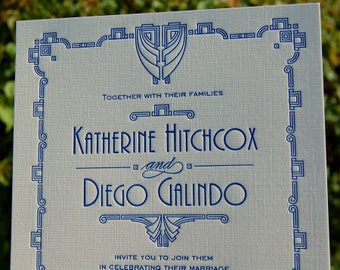 Together with their families
Katherine Hitchcox
and
Diego Galindo
invite you to join them
in celebrating their marriage